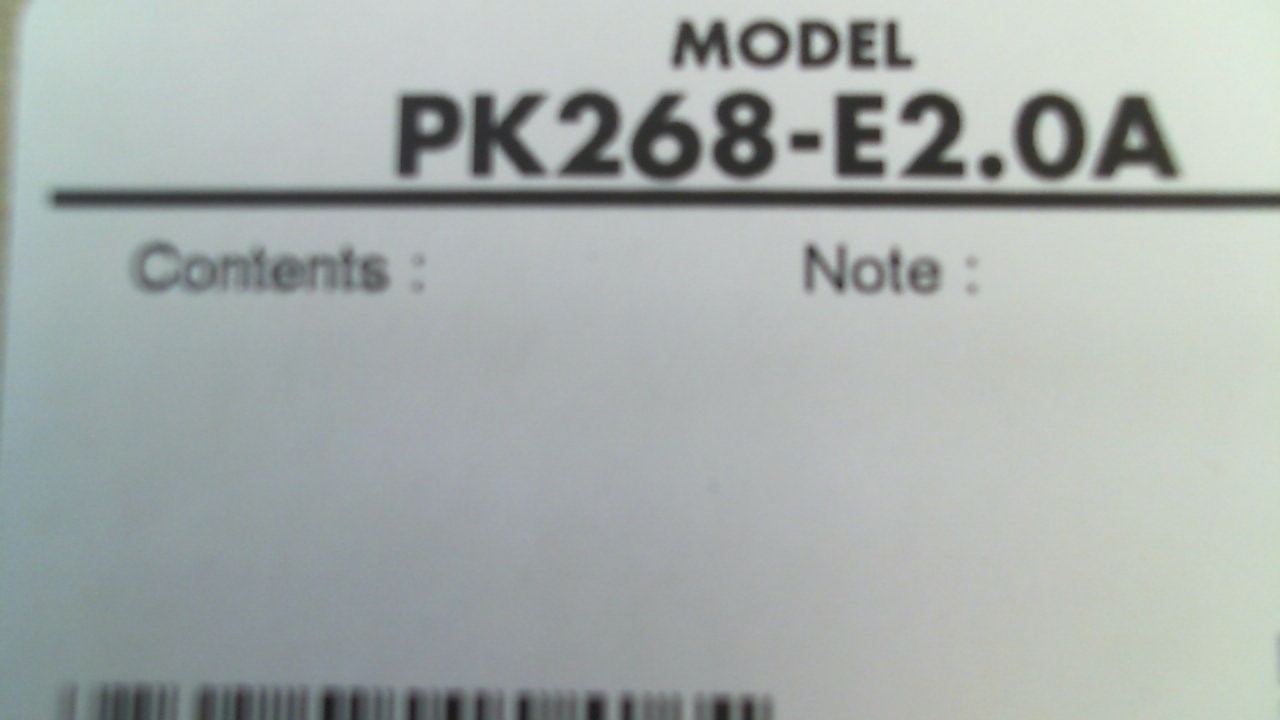 MODEL
PK268-E2.0A
Contents :
Note :